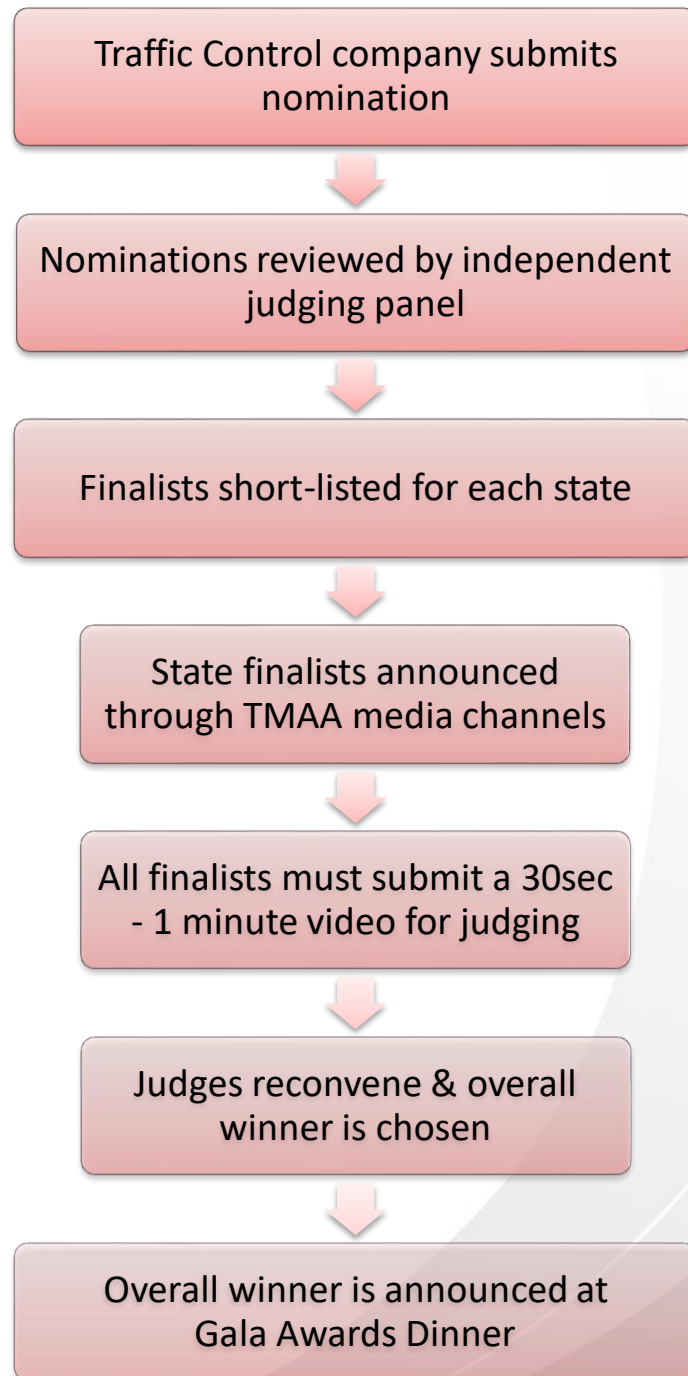 Traffic Control company submits
nomination
Nominations reviewed by independent
judging panel
Finalists short-listed for each state
State finalists announced
through TMAA media channels
All finalists must submit a 30sec
- 1 minute video for judging
Judges reconvene & overall
winner is chosen
Overall winner is announced at
Gala Awards Dinner